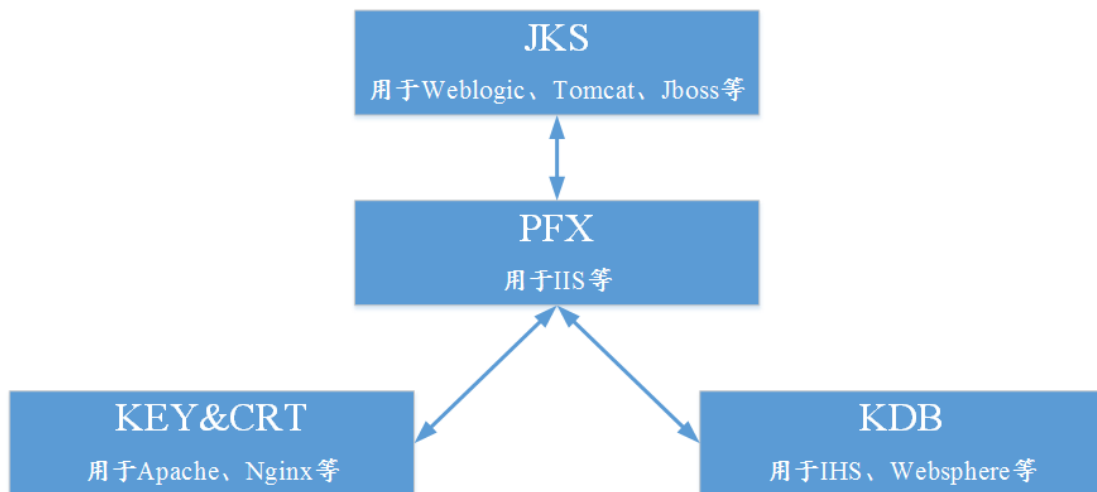 JKS
用于Weblogic、Tomcat、Jboss等
PFX
用于IIS等
KEY&CRT
用于Apache、Nginx等
KDB
用于IHS、Websphere等